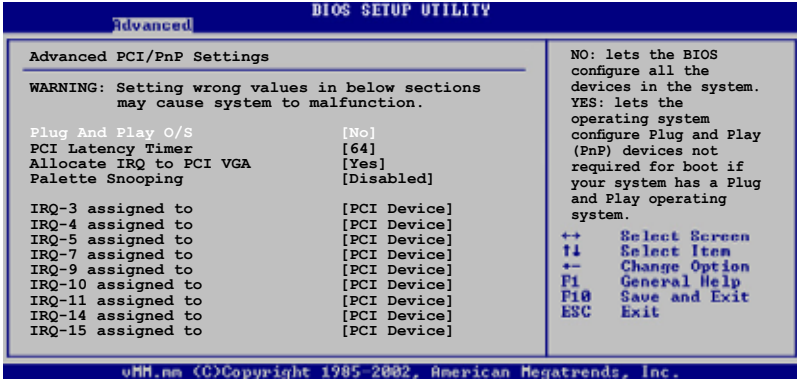 BIOS SETUP UTILITY
Advanced
Advanced PCI/PnP Settings
WARNING: Setting wrong values in below sections
may cause system to malfunction.
Plug And Play O/S [No]
PCI Latency Timer [64]
Allocate IRQ to PCI VGA [Yes]
Palette Snooping [Disabled]
IRQ-3 assigned to [PCI Device]
IRQ-4 assigned to [PCI Device]
IRQ-5 assigned to [PCI Device]
IRQ-7 assigned to [PCI Device]
IRQ-9 assigned to [PCI Device]
IRQ-10 assigned to [PCI Device]
IRQ-11 assigned to [PCI Device]
IRQ-14 assigned to [PCI Device]
IRQ-15 assigned to [PCI Device]
NO: lets the BIOS
configure all the
devices in the system.
YES: lets the
operating system
configure Plug and Play
(PnP) devices not
required for boot if
your system has a Plug
and Play operating
system.
↔ Select Screen
↑↓ Select Item
+- Change Option
F1 General Help
F10 Save and Exit
ESC Exit
vMM.mm (C)Copyright 1985-2002, American Megatrends, Inc.